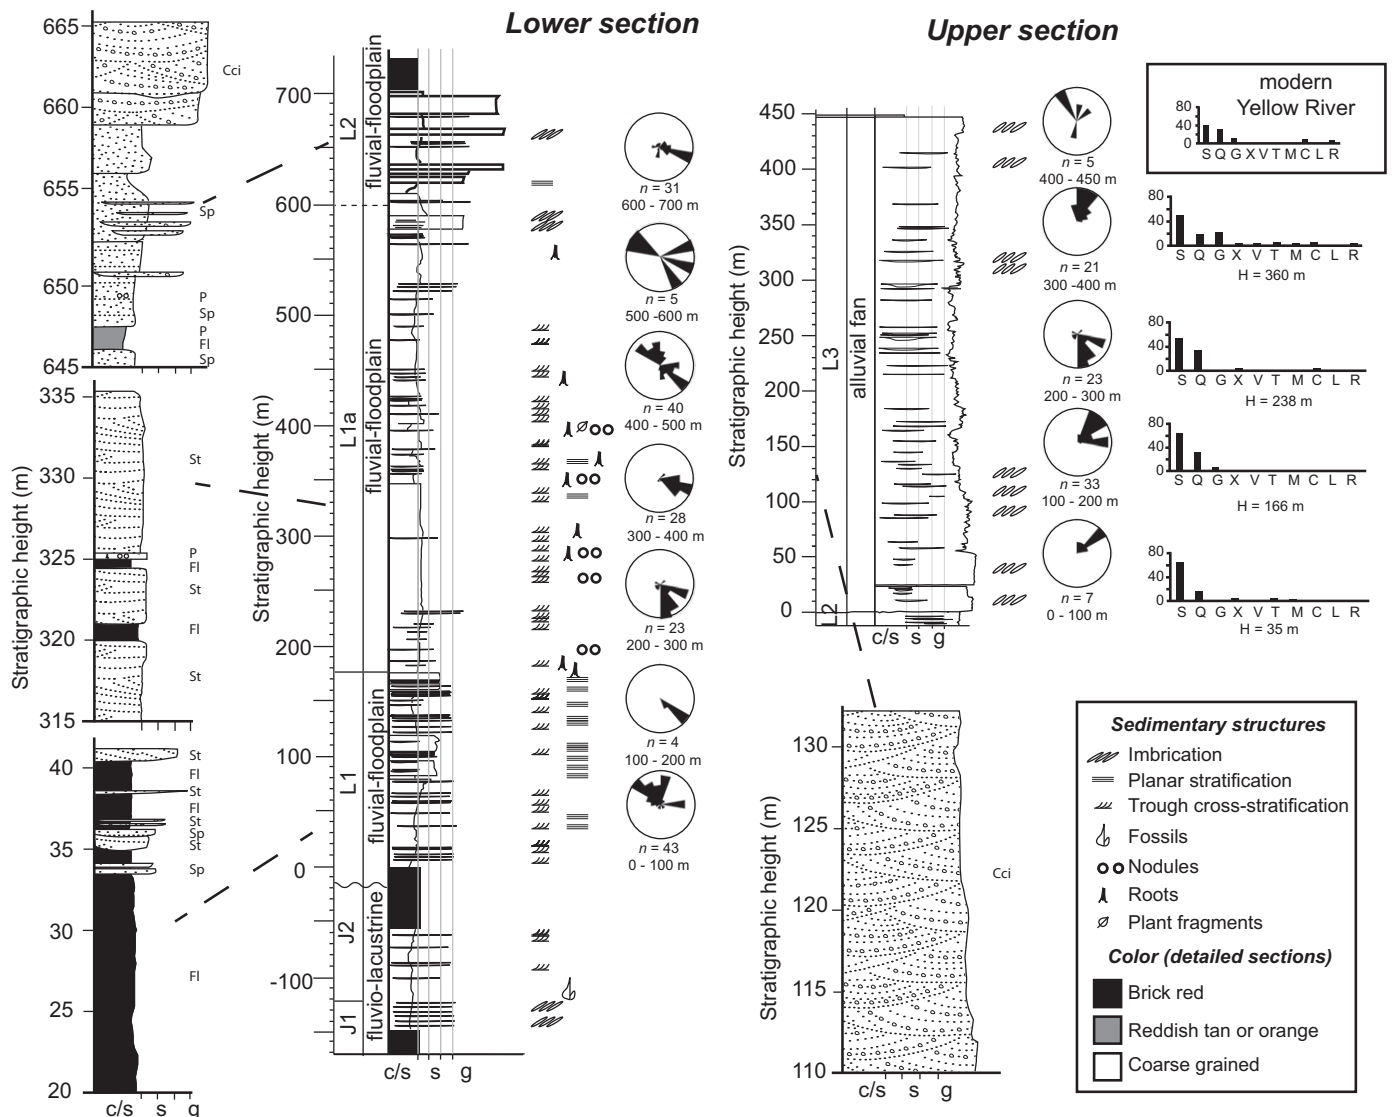 Lower section
Upper section
665
660
655
650
645
Cci
Sp
P
Sp
P
Fl
Sp
335
330
325
320
315
St
P
Fl
St
Fl
St
40
35
30
25
20
St
Fl
St
Fl
St
Sp
St
Sp
Fl
c/s s g
Stratigraphic height (m)
Stratigraphic height (m)
700
600
500
400
300
200
100
0
-100
L2
L1a
L1
J2
J1
fluvial-floodplain
fluvial-floodplain
fluvial-floodplain
fluvio-lacustrine
c/s s g
n = 31
600 - 700 m
n = 5
500 -600 m
n = 40
400 - 500 m
n = 28
300 - 400 m
n = 23
200 - 300 m
n = 4
100 - 200 m
n = 43
0 - 100 m
Stratigraphic height (m)
450
400
350
300
250
200
150
100
50
0
L3
L2
alluvial fan
c/s s g
n = 5
400 - 450 m
n = 21
300 -400 m
n = 23
200 - 300 m
n = 33
100 - 200 m
n = 7
0 - 100 m
modern
Yellow River
80
40
0
S Q G X V T M C L R
80
40
0
S Q G X V T M C L R
H = 360 m
80
40
0
S Q G X V T M C L R
H = 238 m
80
40
0
S Q G X V T M C L R
H = 166 m
80
40
0
S Q G X V T M C L R
H = 35 m
Stratigraphic height (m)
130
125
120
115
110
Cci
c/s s g
Sedimentary structures
Imbrication
Planar stratification
Trough cross-stratification
Fossils
Nodules
Roots
Plant fragments
Color (detailed sections)
Brick red
Reddish tan or orange
Coarse grained